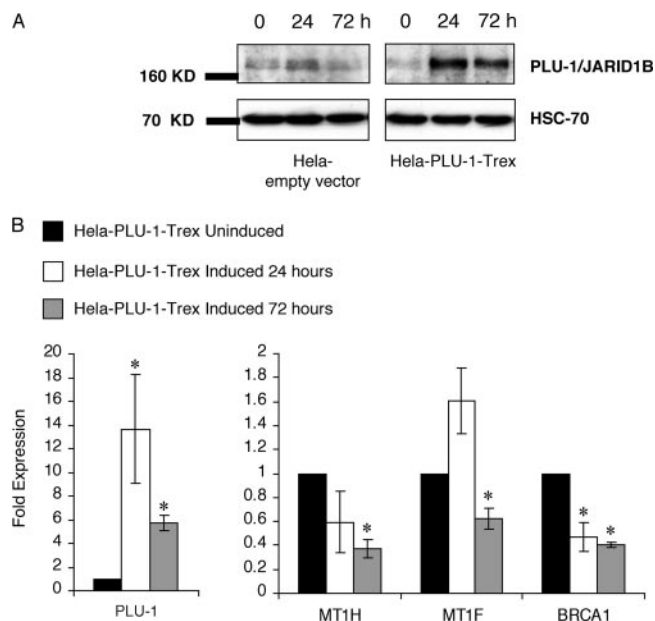 A
0 24 72 h 0 24 72 h
160 KD
PLU-1/JARID1B
70 KD
HSC-70
Hela-
empty vector
Hela-PLU-1-Trex
B
Hela-PLU-1-Trex Uninduced
Hela-PLU-1-Trex Induced 24 hours
Hela-PLU-1-Trex Induced 72 hours
Fold Expression
20
18
16
14
12
10
8
6
4
2
0
*
*
PLU-1
2
1.8
1.6
1.4
1.2
1
0.8
0.6
0.4
0.2
0
*
*
*
*
MT1H
MT1F
BRCA1